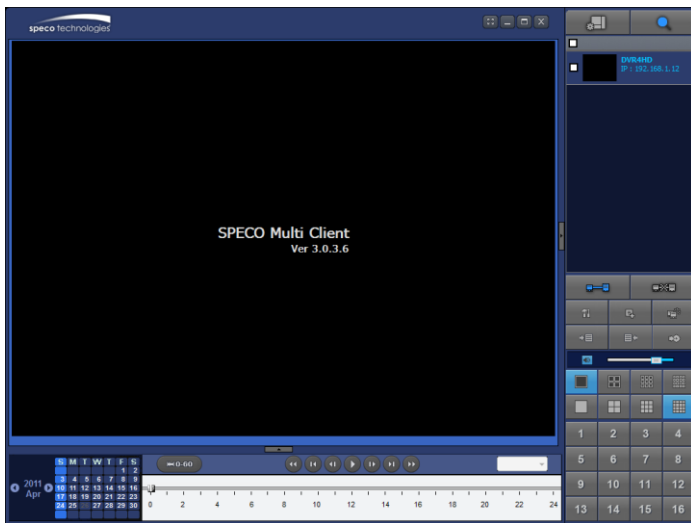 speco technologies
DVR4HD
IP : 192.168.1.12
SPECO Multi Client
Ver 3.0.3.6
1 2 3 4
5 6 7 8
9 10 11 12
13 14 15 16
2011
Apr
S M T W T F S
1 2
3 4 5 6 7 8 9
10 11 12 13 14 15 16
17 18 19 20 21 22 23
24 25 27 28 29 30
0-60
0 2 4 6 8 10 12 14 16 18 20 22 24